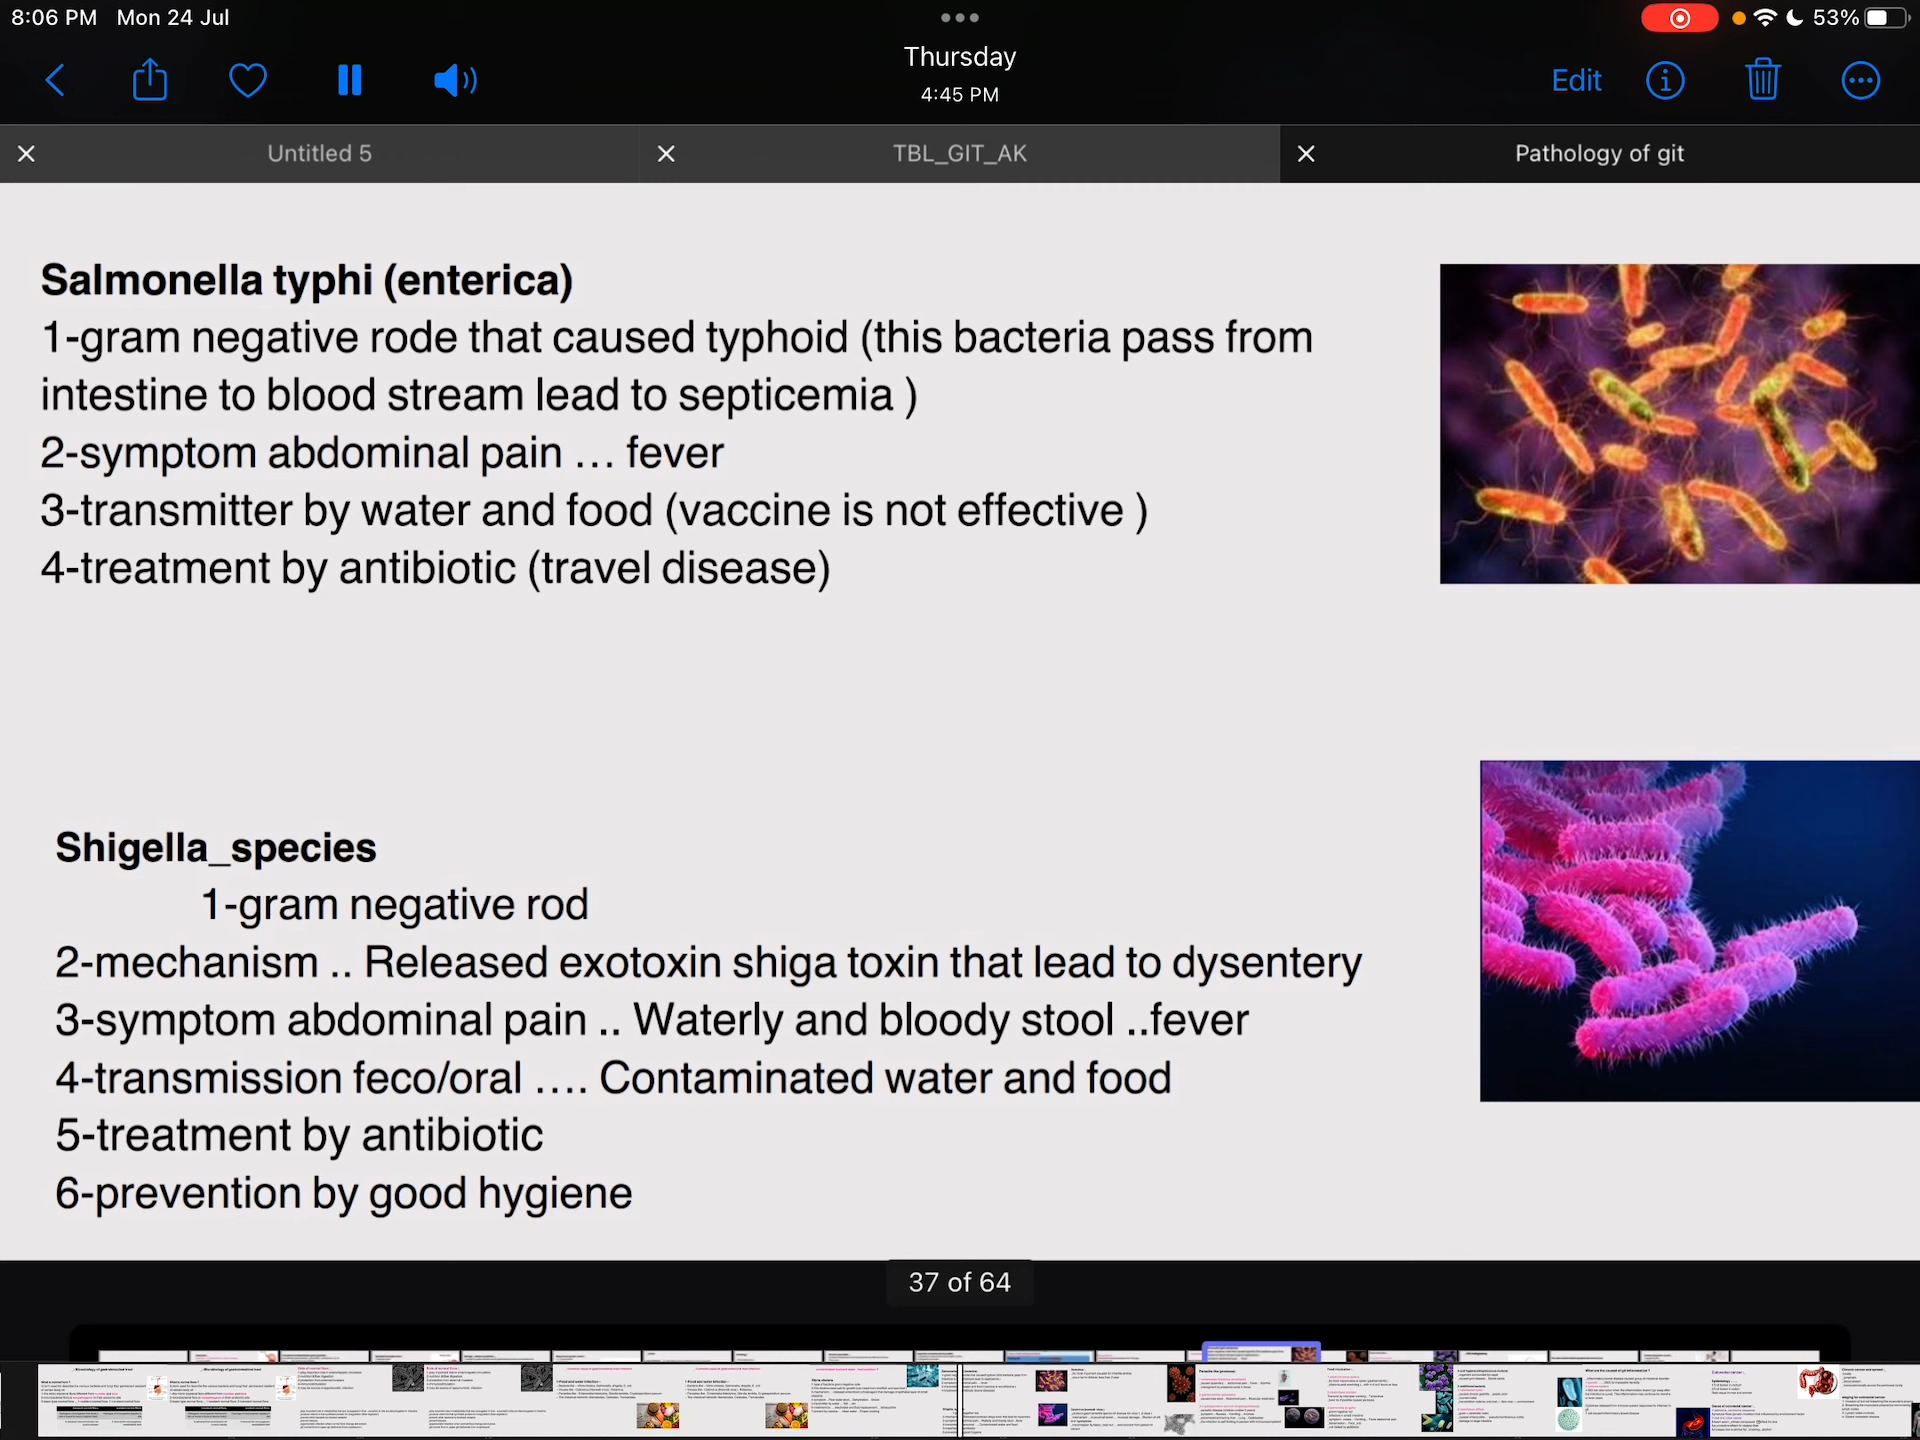 8:06 PM Mon 24 Jul
53%
Thursday
4:45 PM
Edit
Untitled 5
TBL_GIT_AK
Pathology of git
Salmonella typhi (enterica)
1-gram negative rode that caused typhoid (this bacteria pass from
intestine to blood stream lead to septicemia )
2-symptom abdominal pain … fever
3-transmitter by water and food (vaccine is not effective )
4-treatment by antibiotic (travel disease)
Shigella_species
1-gram negative rod
2-mechanism .. Released exotoxin shiga toxin that lead to dysentery
3-symptom abdominal pain .. Waterly and bloody stool ..fever
4-transmission feco/oral …. Contaminated water and food
5-treatment by antibiotic
6-prevention by good hygiene
37 of 64